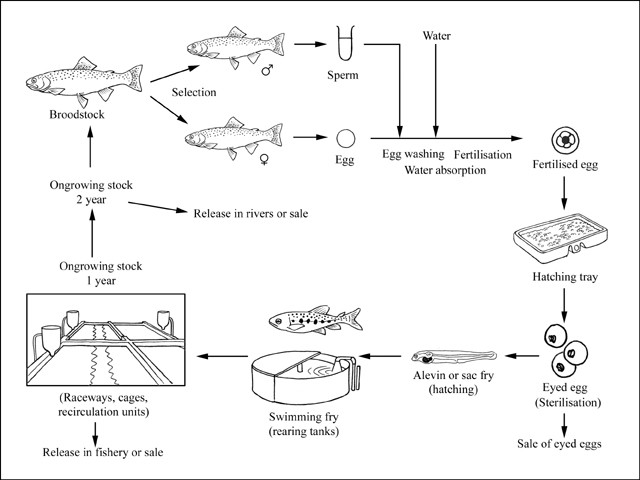 Water
♂
Sperm
Selection
Broodstock
♀
Egg
Egg washing
Fertilisation
Water absorption
Fertilised egg
Ongrowing stock
2 year
Release in rivers or sale
Ongrowing stock
1 year
Hatching tray
Alevin or sac fry
(hatching)
Eyed egg
(Sterilisation)
(Raceways, cages,
recirculation units)
Swimming fry
(rearing tanks)
Sale of eyed eggs
Release in fishery or sale